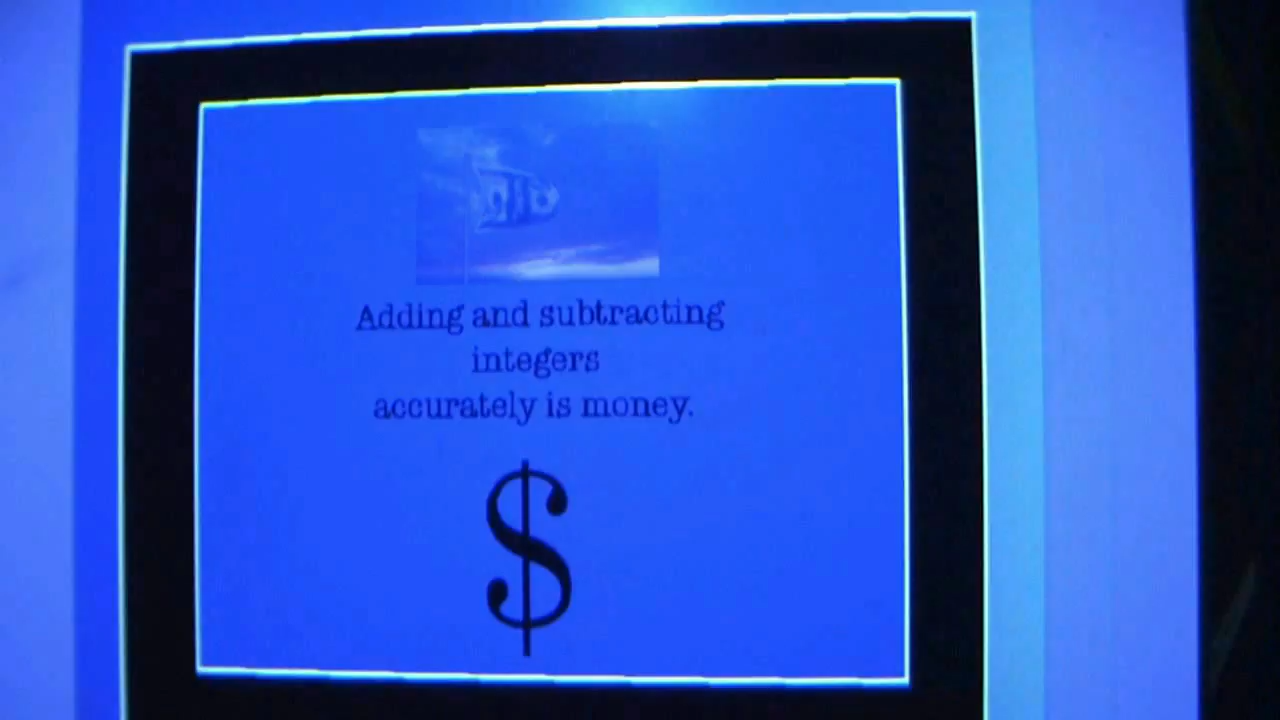 Adding and subtracting
integers
accurately is money.
$